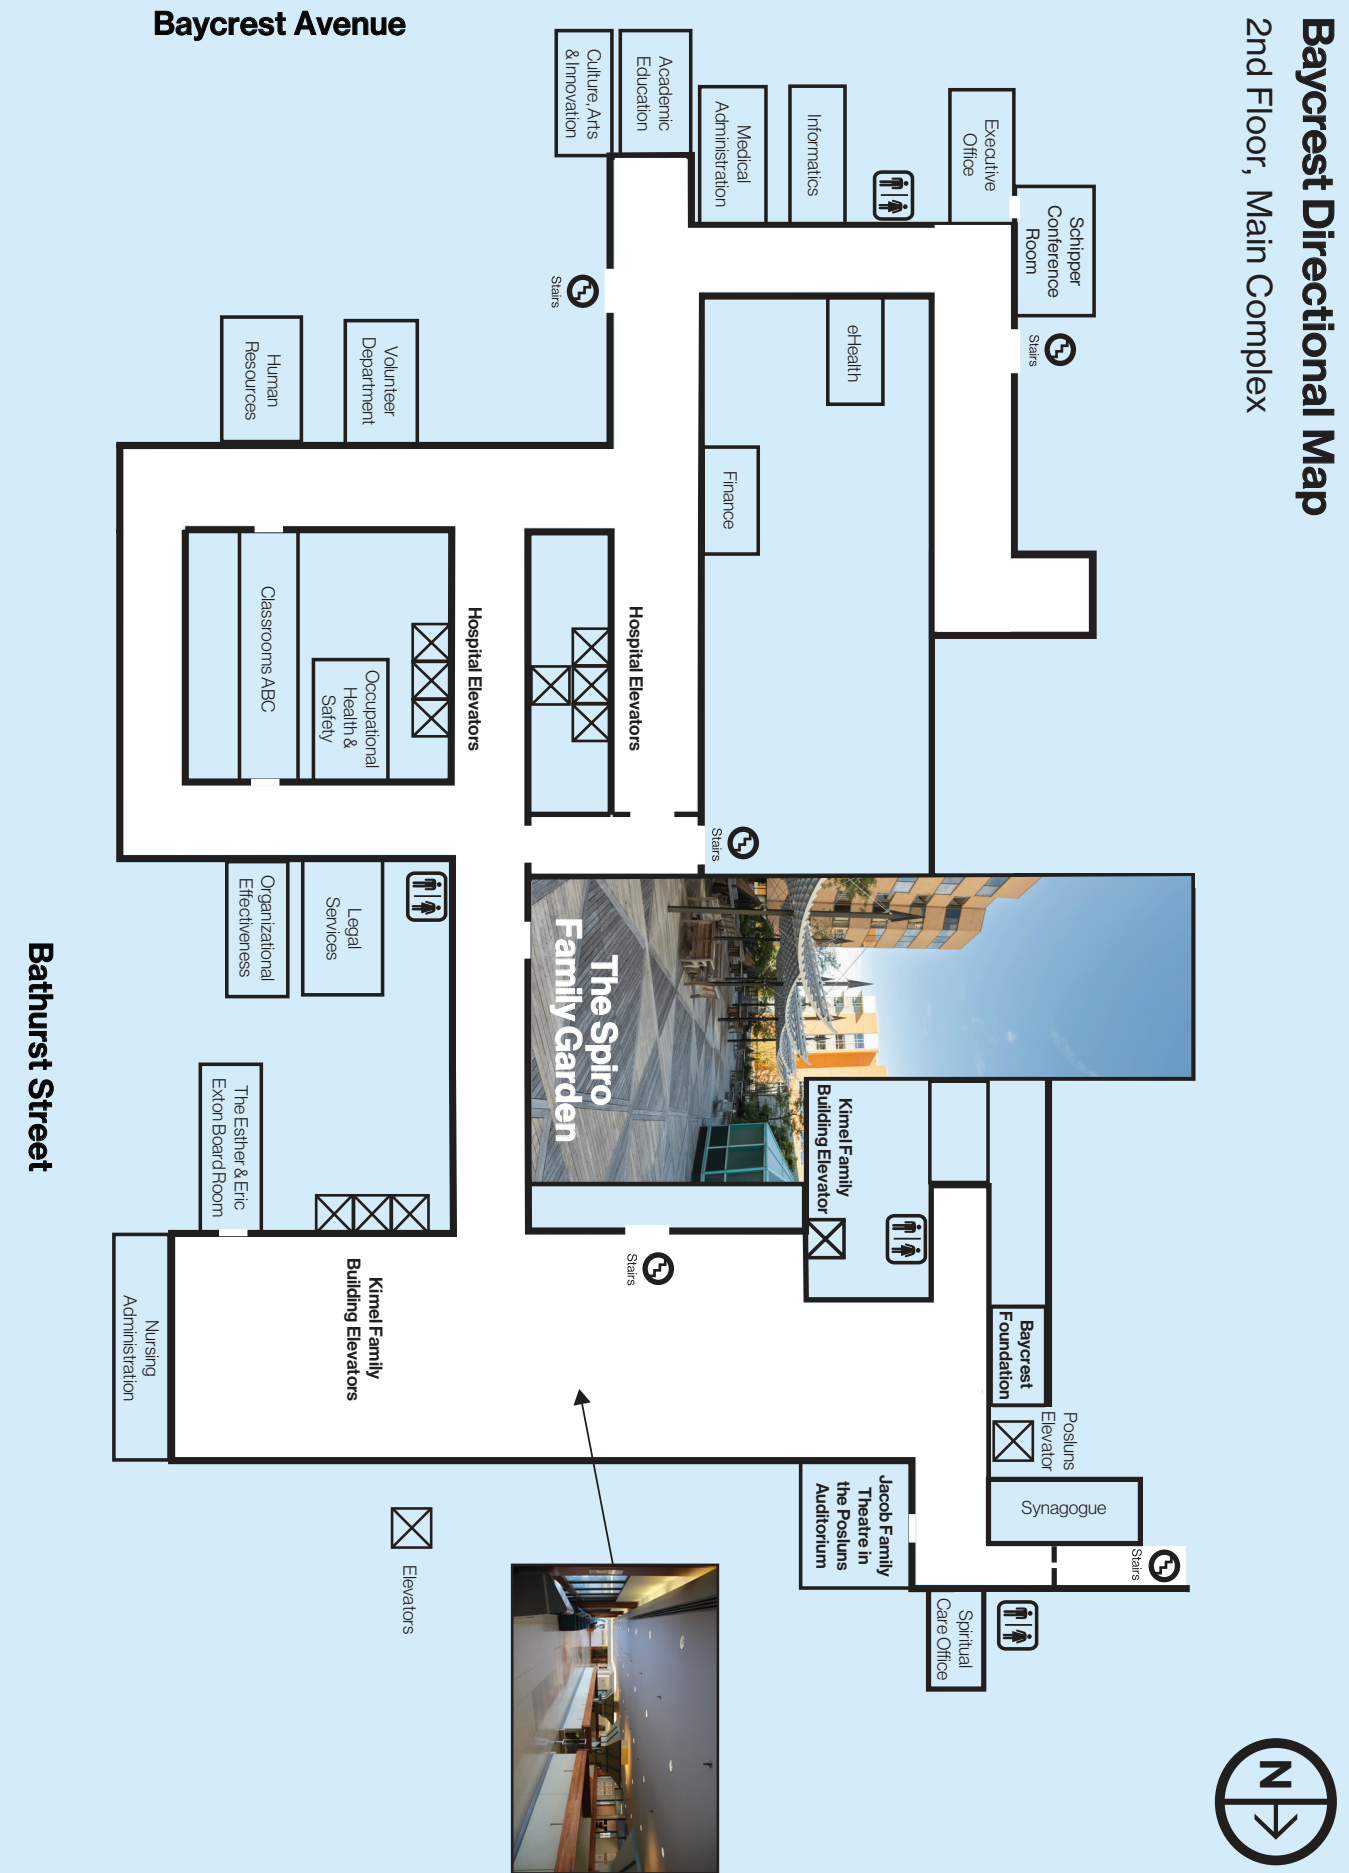 Baycrest Directional Map
2nd Floor, Main Complex
Baycrest Avenue
Schipper
Conference
Room
Stairs
Executive
Office
Informatics
Medical
Administration
Academic
Education
Culture, Arts
& Innovation
Stairs
eHealth
Finance
Volunteer
Department
Human
Resources
Hospital Elevators
Hospital Elevators
Classrooms ABC
Occupational
Health &
Safety
Stairs
Legal
Services
Organizational
Effectiveness
The Spiro
Family Garden
The Esther & Eric
Exton Board Room
Kimel Family
Building Elevator
Stairs
Kimel Family
Building Elevators
Nursing
Administration
Baycrest
Foundation
Posluns
Elevator
Synagogue
Stairs
Jacob Family
Theatre in
the Posluns
Auditorium
Spiritual
Care Office
Elevators
Bathurst Street
N